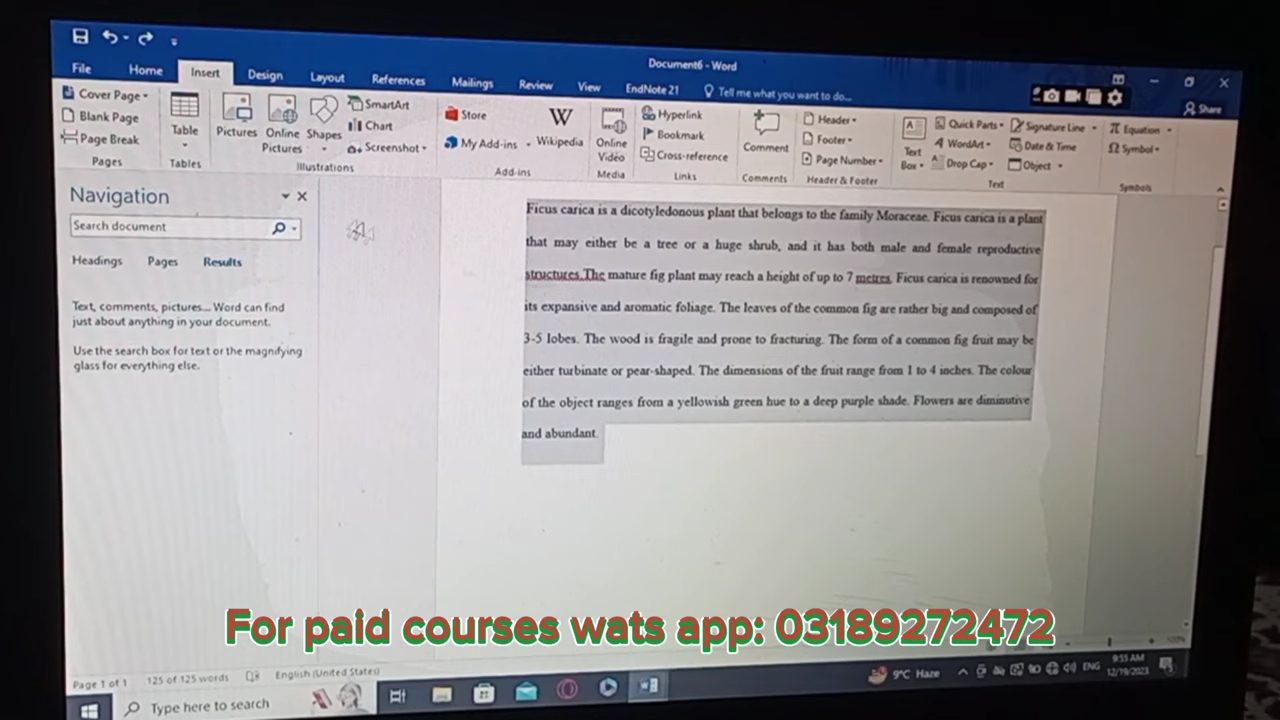 Document6 - Word
File Home Insert Design Layout References Mailings Review View EndNote 21 Tell me what you want to do...
Share
Cover Page
Blank Page
Page Break
Pages
Table
Tables
Pictures
Online Pictures
Shapes
SmartArt
Chart
Screenshot
Illustrations
Store
My Add-ins
Wikipedia
Add-ins
Online Video
Media
Hyperlink
Bookmark
Cross-reference
Links
Comment
Comments
Header
Footer
Page Number
Header & Footer
Text Box
Quick Parts
WordArt
Drop Cap
Signature Line
Date & Time
Object
Text
Equation
Symbol
Symbols
Navigation
Search document
Headings Pages Results
Text, comments, pictures... Word can find
just about anything in your document.
Use the search box for text or the magnifying
glass for everything else.
Ficus carica is a dicotyledonous plant that belongs to the family Moraceae. Ficus carica is a plant
that may either be a tree or a huge shrub, and it has both male and female reproductive
structures.The mature fig plant may reach a height of up to 7 metres. Ficus carica is renowned for
its expansive and aromatic foliage. The leaves of the common fig are rather big and composed of
3-5 lobes. The wood is fragile and prone to fracturing. The form of a common fig fruit may be
either turbinate or pear-shaped. The dimensions of the fruit range from 1 to 4 inches. The colour
of the object ranges from a yellowish green hue to a deep purple shade. Flowers are diminutive
and abundant.
For paid courses wats app: 03189272472
Page 1 of 1 125 of 125 words English (United States)
Type here to search
9°C Haze
ENG
9:55 AM
12/19/2023